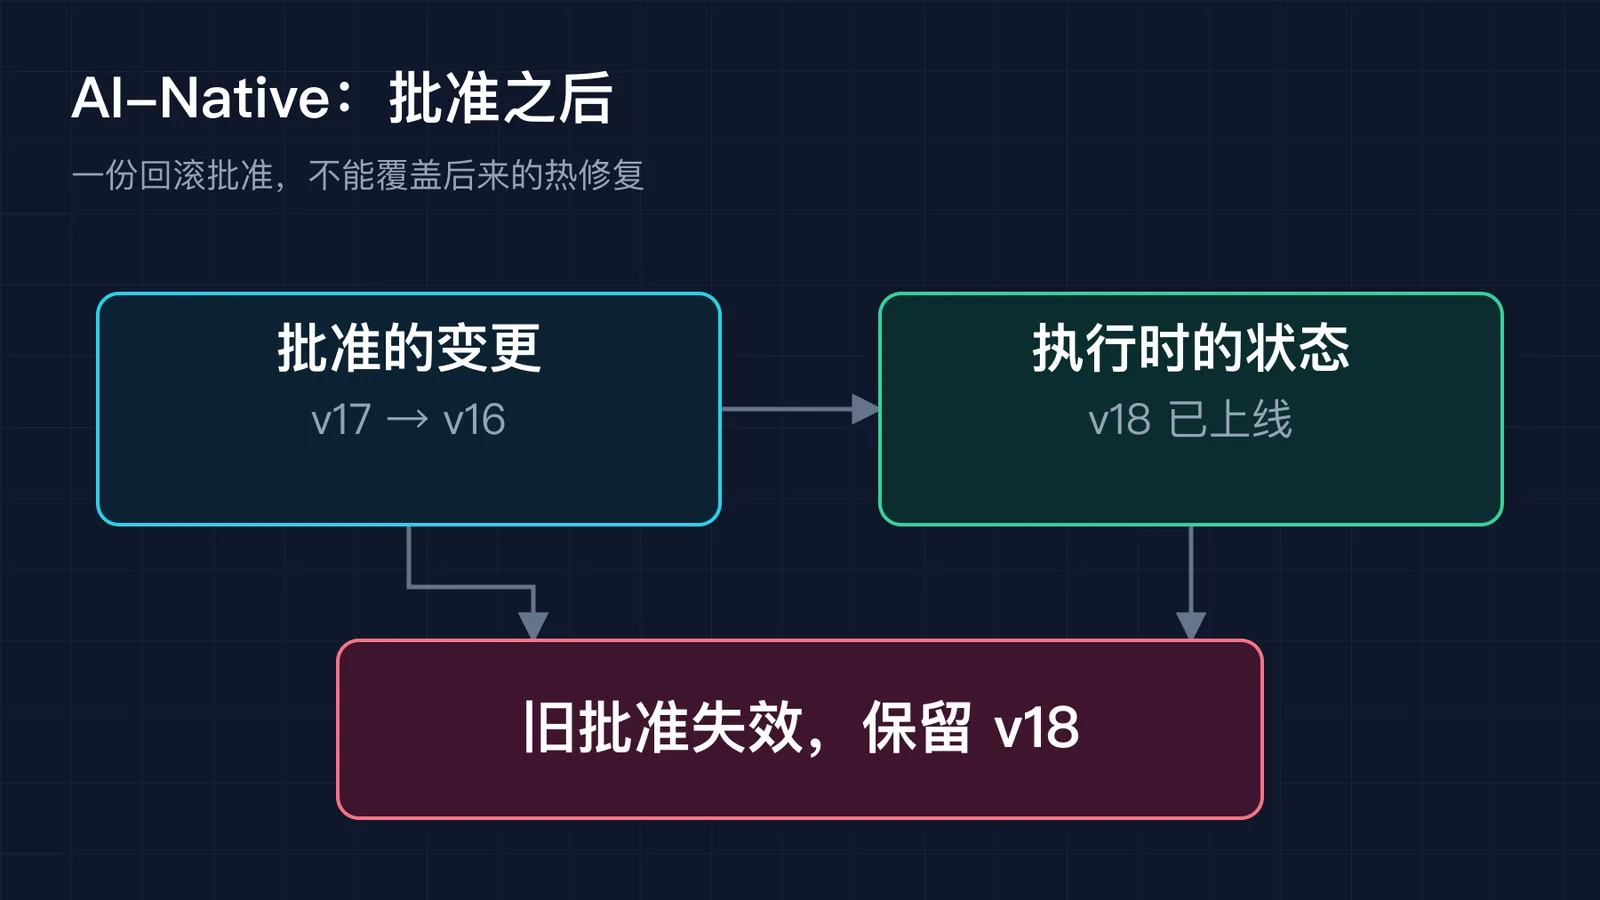 AI–Native：批准之后
一份回滚批准，不能覆盖后来的热修复
批准的变更
v17 → v16
执行时的状态
v18 已上线
旧批准失效，保留 v18